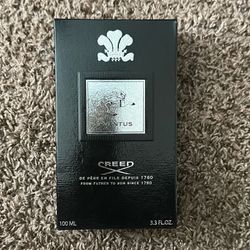 CREED
DE PÈRE EN FILS DEPUIS 1760
FROM FATHER TO SON SINCE 1760
100 ML 3.3 FL.OZ.